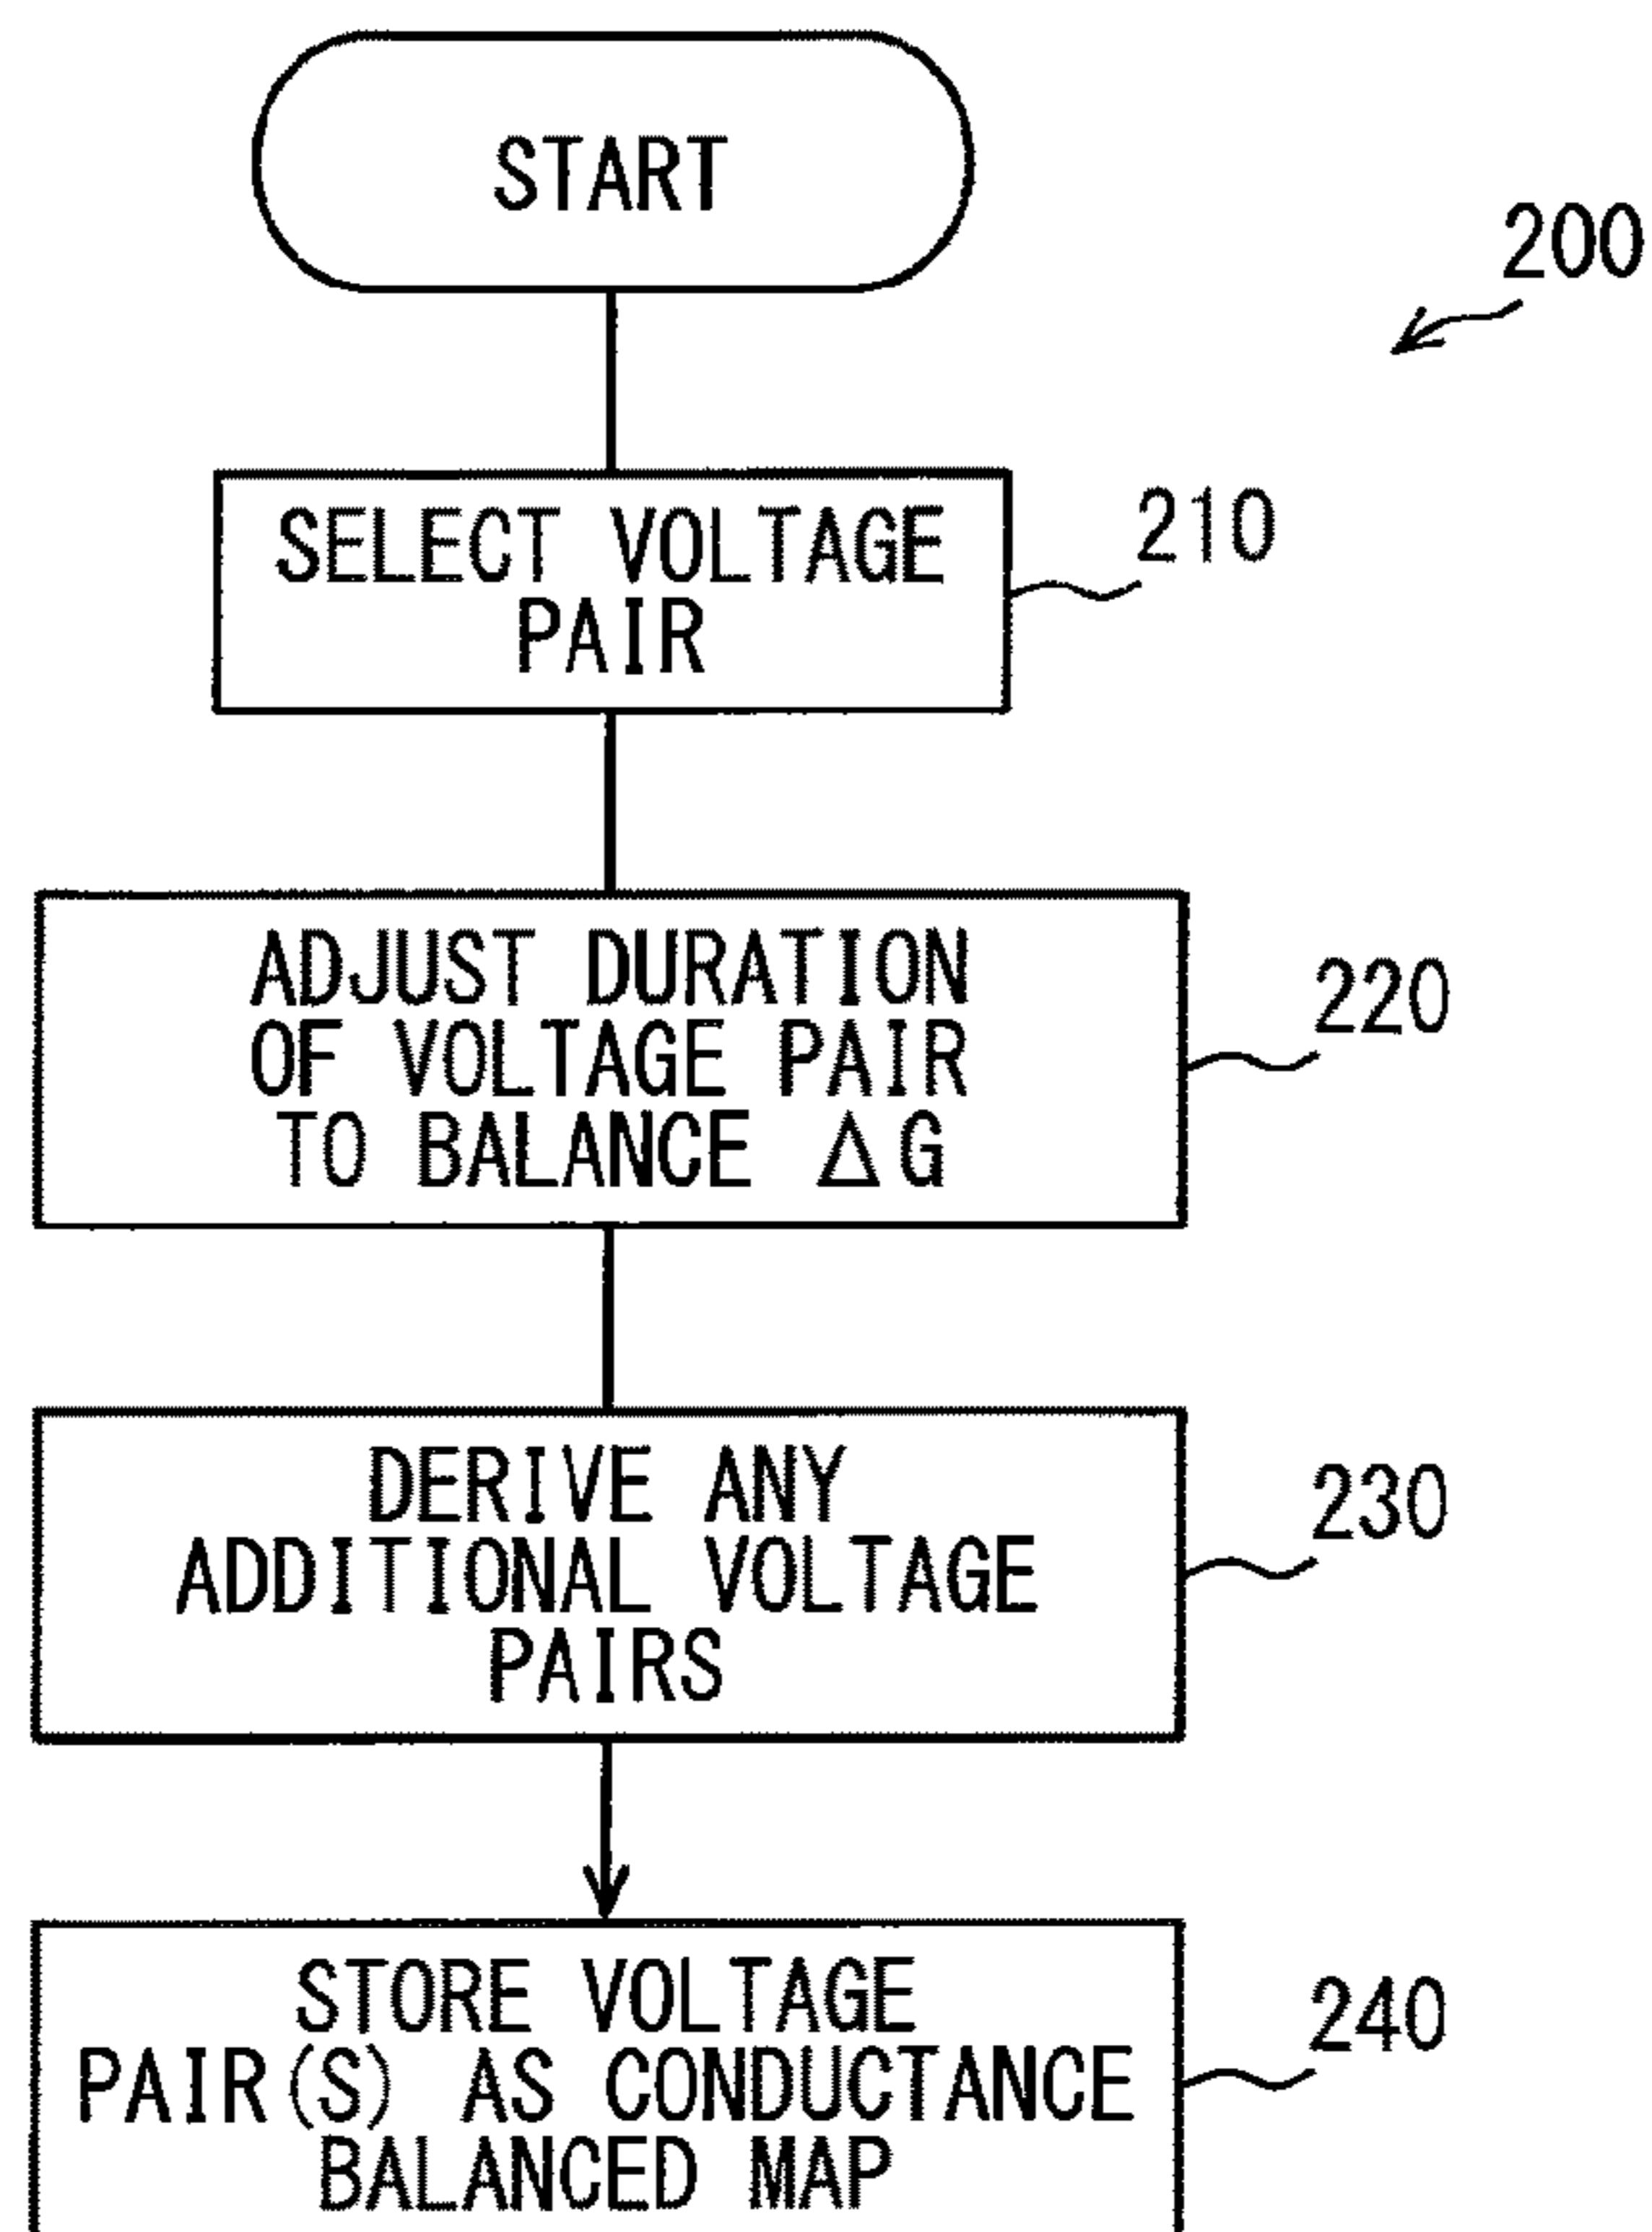 START
200
SELECT VOLTAGE
PAIR
210
ADJUST DURATION
OF VOLTAGE PAIR
TO BALANCE ΔG
220
DERIVE ANY
ADDITIONAL VOLTAGE
PAIRS
230
STORE VOLTAGE
PAIR(S) AS CONDUCTANCE
BALANCED MAP
240